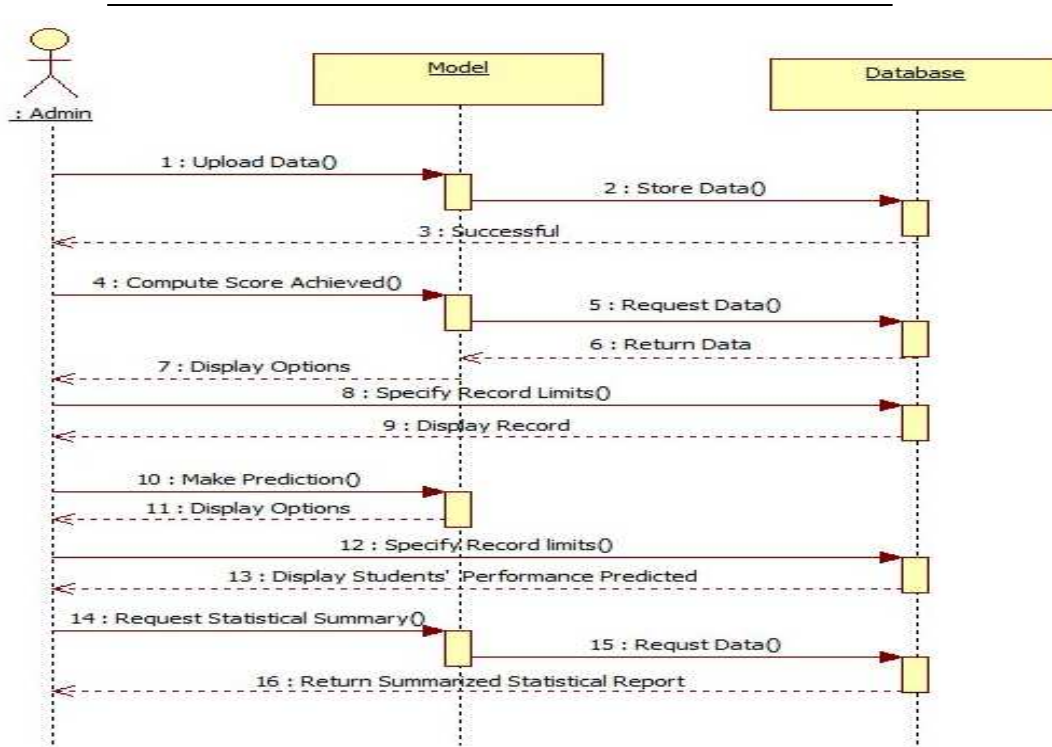 Model
Database
: Admin
1 : Upload Data()
2 : Store Data()
3 : Successful
4 : Compute Score Achieved()
5 : Request Data()
6 : Return Data
7 : Display Options
8 : Specify Record Limits()
9 : Display Record
10 : Make Prediction()
11 : Display Options
12 : Specify Record limits()
13 : Display Students' Performance Predicted
14 : Request Statistical Summary()
15 : Requst Data()
16 : Return Summarized Statistical Report